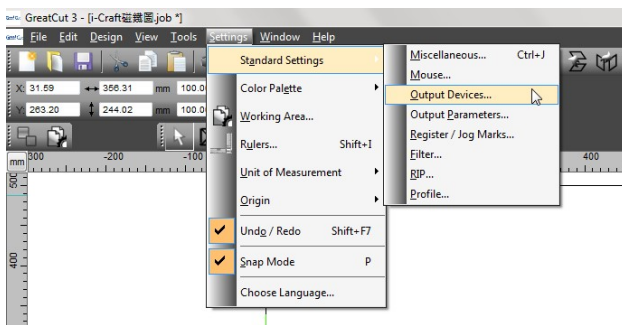 GreatCut 3 - [i-Craft磁鐵圖.job *]
File Edit Design View Tools Settings Window Help
X: 31.59 356.31 mm 100.0
Y: 263.20 244.02 mm 100.0
mm 300 -200 -100 400
500
400
Standard Settings
Color Palette
Working Area...
Rulers... Shift+I
Unit of Measurement
Origin
Undo / Redo Shift+F7
Snap Mode P
Choose Language...
Miscellaneous... Ctrl+J
Mouse...
Output Devices...
Output Parameters...
Register / Jog Marks...
Filter...
RIP...
Profile...